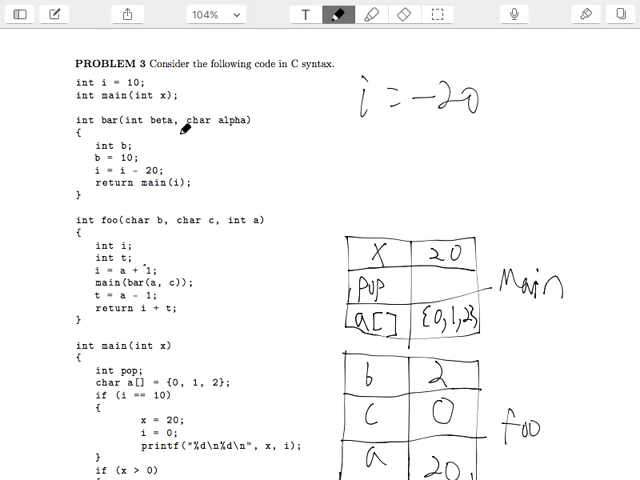 104%
T
PROBLEM 3 Consider the following code in C syntax.
int i = 10;
int main(int x);
int bar(int beta, char alpha)
{
int b;
b = 10;
i = i - 20;
return main(i);
}
int foo(char b, char c, int a)
{
int i;
int t;
i = a + 1;
main(bar(a, c));
t = a - 1;
return i + t;
}
int main(int x)
{
int pop;
char a[] = {0, 1, 2};
if (i == 10)
{
x = 20;
i = 0;
printf("%d\n%d\n", x, i);
}
if (x > 0)
{
i = -20
X 20
pop
a[] {0,1,2}
Main
b 2
C 0
a 20
foo